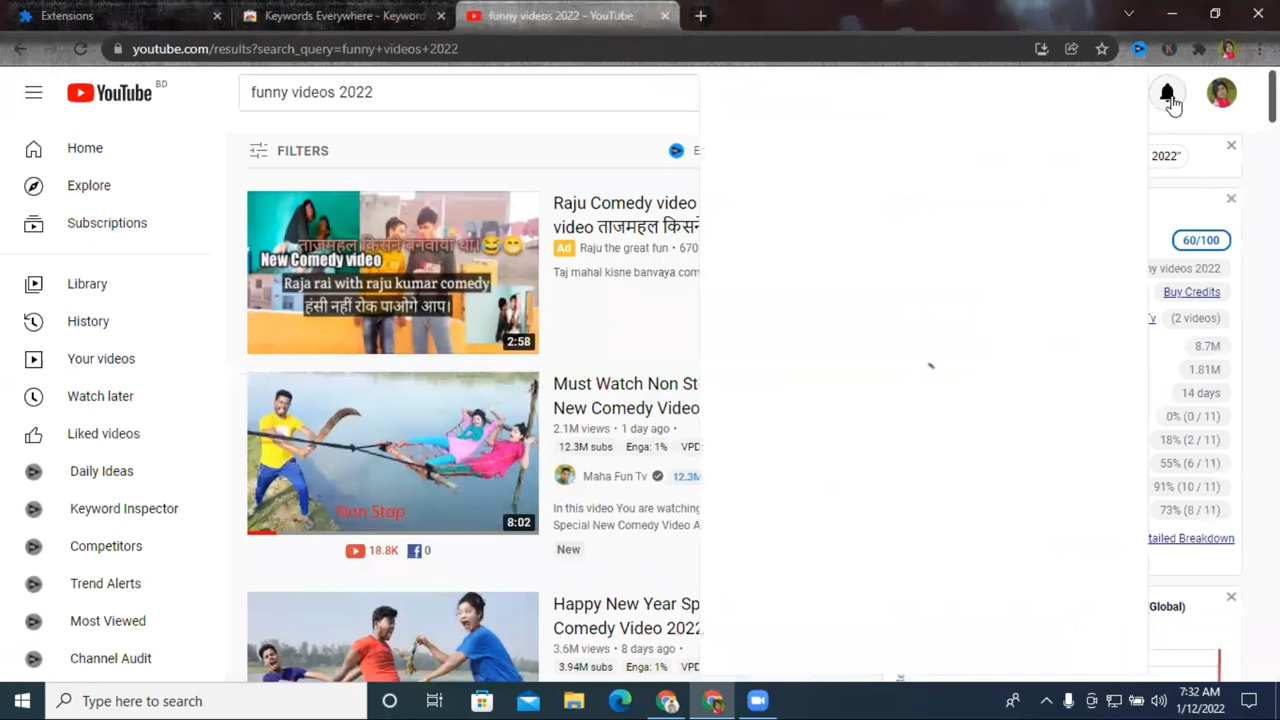 Extensions
Keywords Everywhere - Keyword
funny videos 2022 - YouTube
youtube.com/results?search_query=funny+videos+2022
YouTube BD
funny videos 2022
Home
Explore
Subscriptions
Library
History
Your videos
Watch later
Liked videos
Daily Ideas
Keyword Inspector
Competitors
Trend Alerts
Most Viewed
Channel Audit
FILTERS
E
ताजमहल किसने बनवाया था।😂😁
New Comedy video
Raja rai with raju kumar comedy
हंसी नहीं रोक पाओगे आप।
2:58
Raju Comedy video
video ताजमहल किसने
Ad Raju the great fun • 670
Taj mahal kisne banvaya com
Non Stop
8:02
18.8K 0
Must Watch Non St
New Comedy Video
2.1M views • 1 day ago •
12.3M subs Enga: 1% VPD:
Maha Fun Tv 12.3M
In this video You are watching
Special New Comedy Video A
New
Happy New Year Sp
Comedy Video 2022
3.6M views • 8 days ago •
3.94M subs Enga: 1% VPD
2022"
60/100
ny videos 2022
Buy Credits
Tv (2 videos)
8.7M
1.81M
14 days
0% (0 / 11)
18% (2 / 11)
55% (6 / 11)
91% (10 / 11)
73% (8 / 11)
tailed Breakdown
Global)
Type here to search
7:32 AM
1/12/2022